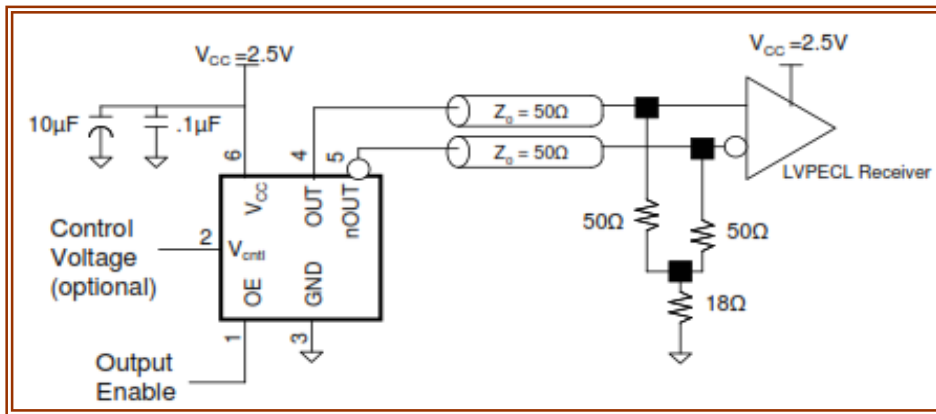 VCC =2.5V
VCC =2.5V
10µF
.1µF
Zo = 50Ω
Zo = 50Ω
LVPECL Receiver
6
4
5
VCC
OUT
nOUT
50Ω
50Ω
Control
Voltage
(optional)
2
Vcntl
OE
GND
18Ω
1
3
Output
Enable